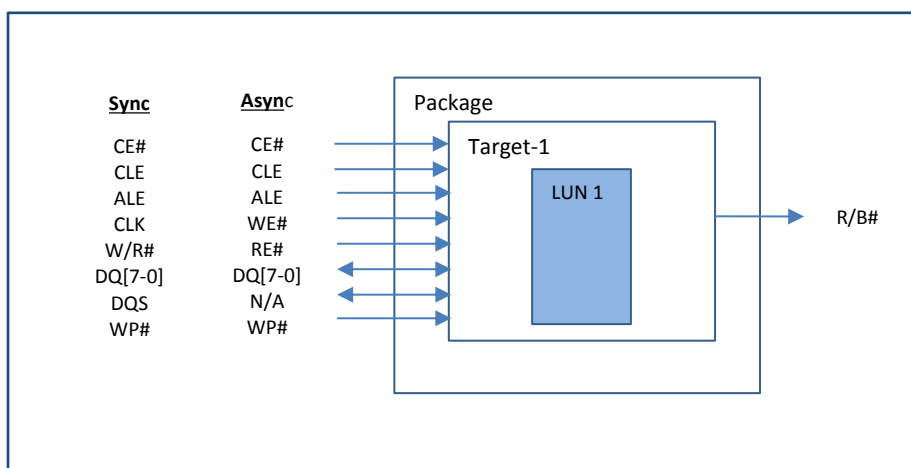 Sync Async
Package
CE# CE#
Target-1
CLE CLE
ALE ALE
LUN 1
CLK WE#
R/B#
W/R# RE#
DQ[7-0] DQ[7-0]
DQS N/A
WP# WP#